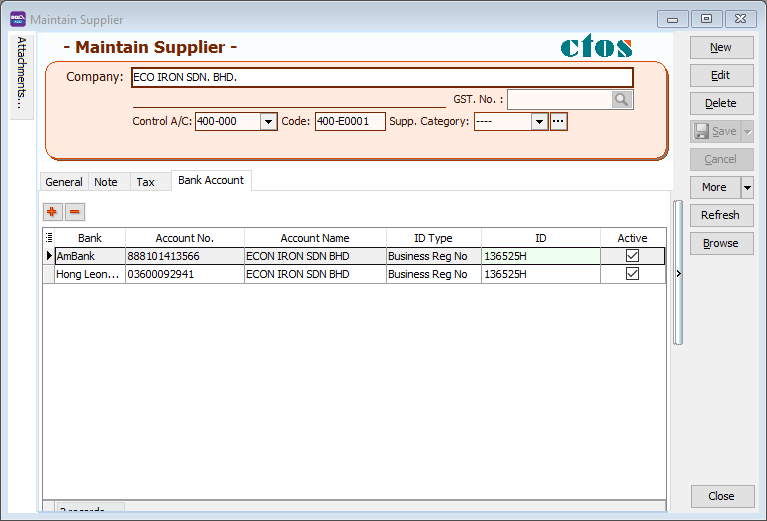 Maintain Supplier
Attachments...
- Maintain Supplier -
ctos
Company: ECO IRON SDN. BHD.
GST. No. :
Control A/C: 400-000 Code: 400-E0001 Supp. Category: ---- ...
General Note Tax Bank Account
Bank Account No. Account Name ID Type ID Active
AmBank 888101413566 ECON IRON SDN BHD Business Reg No 136525H
Hong Leon... 03600092941 ECON IRON SDN BHD Business Reg No 136525H
records
New
Edit
Delete
Save
Cancel
More
Refresh
Browse
Close